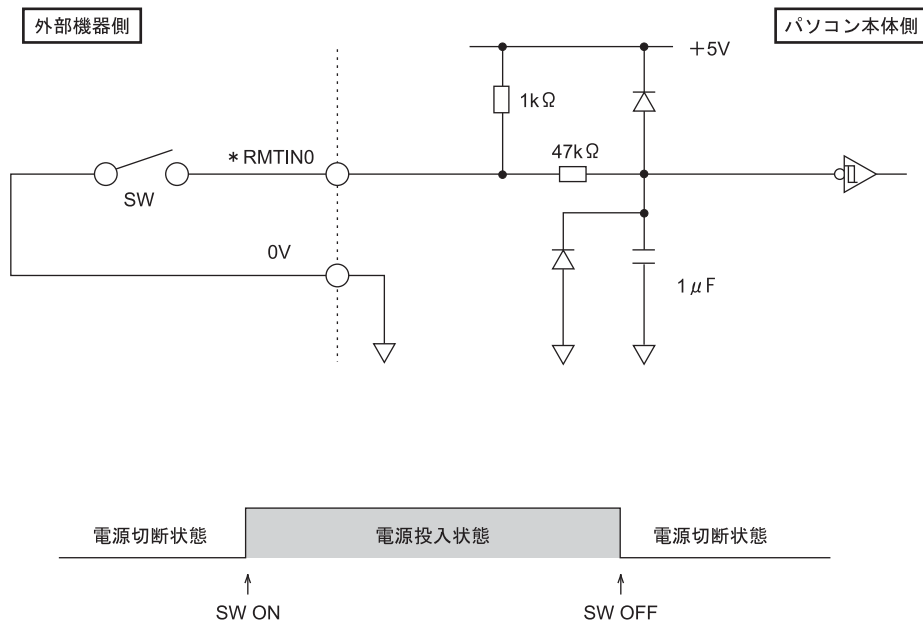 外部機器側
パソコン本体側
+5V
1kΩ
47kΩ
*RMTIN0
SW
0V
1μF
電源切断状態
電源投入状態
電源切断状態
SW ON
SW OFF